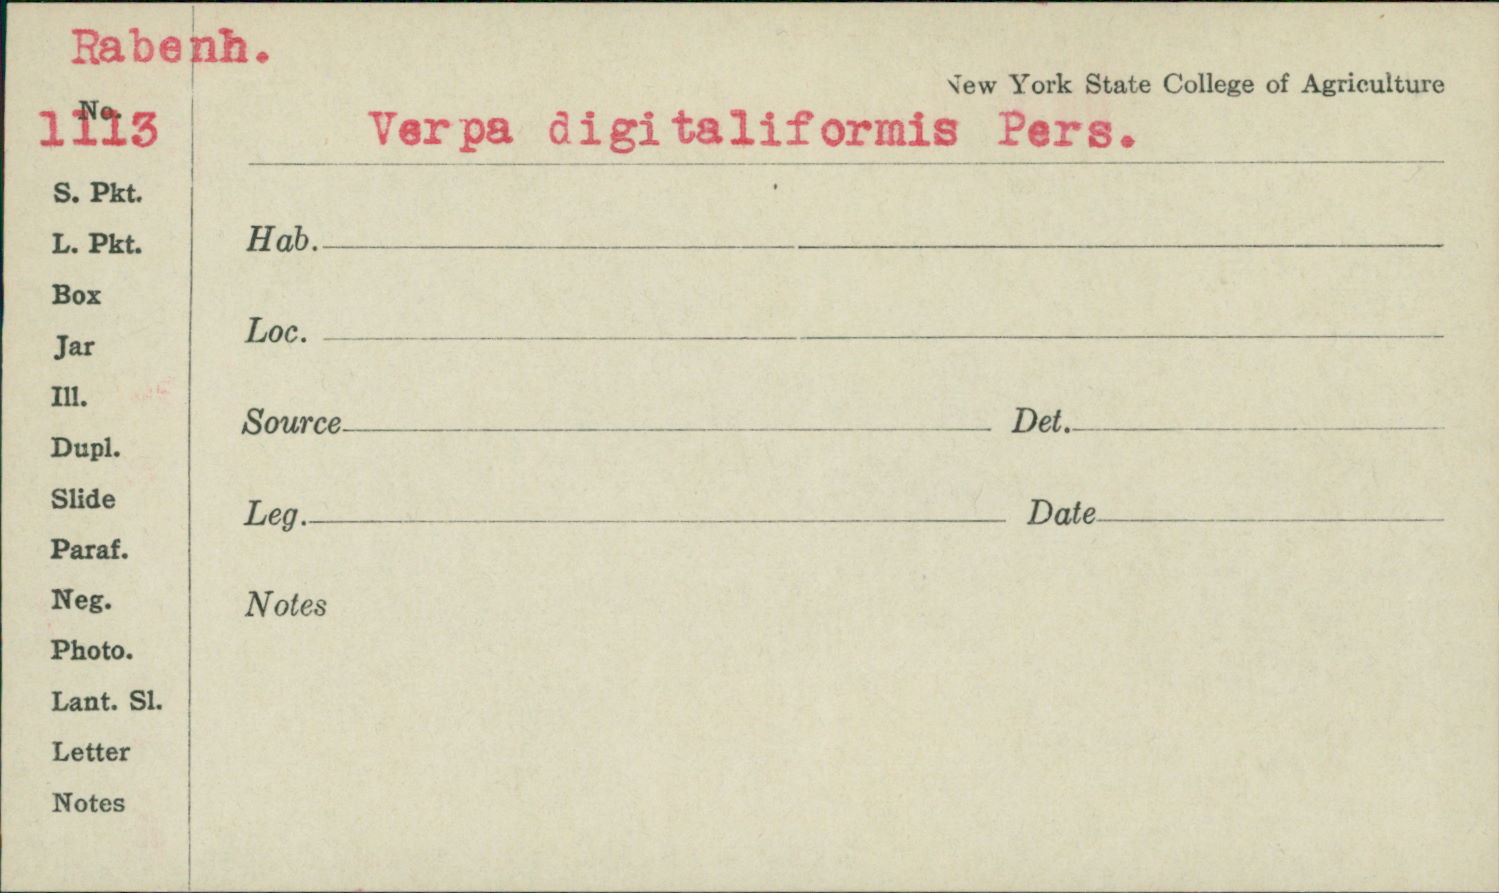 Rabenh.
New York State College of Agriculture
No.
1113
Verpa digitaliformis Pers.
S. Pkt.
L. Pkt.
Box
Jar
Ill.
Dupl.
Slide
Paraf.
Neg.
Photo.
Lant. Sl.
Letter
Notes
Hab.
Loc.
Source Det.
Leg. Date
Notes